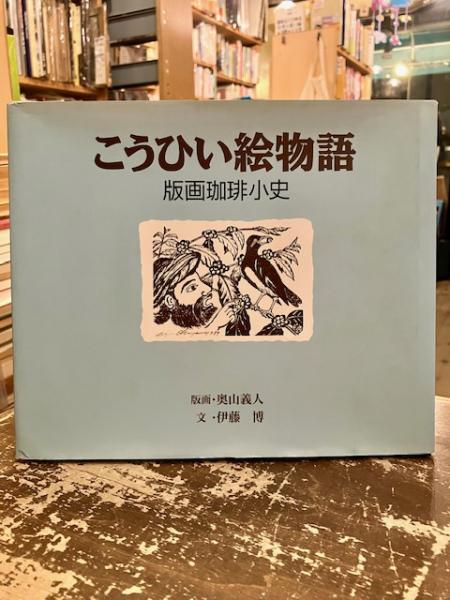 こうひい絵物語
版画珈琲小史
版画・奥山義人
文・伊藤 博